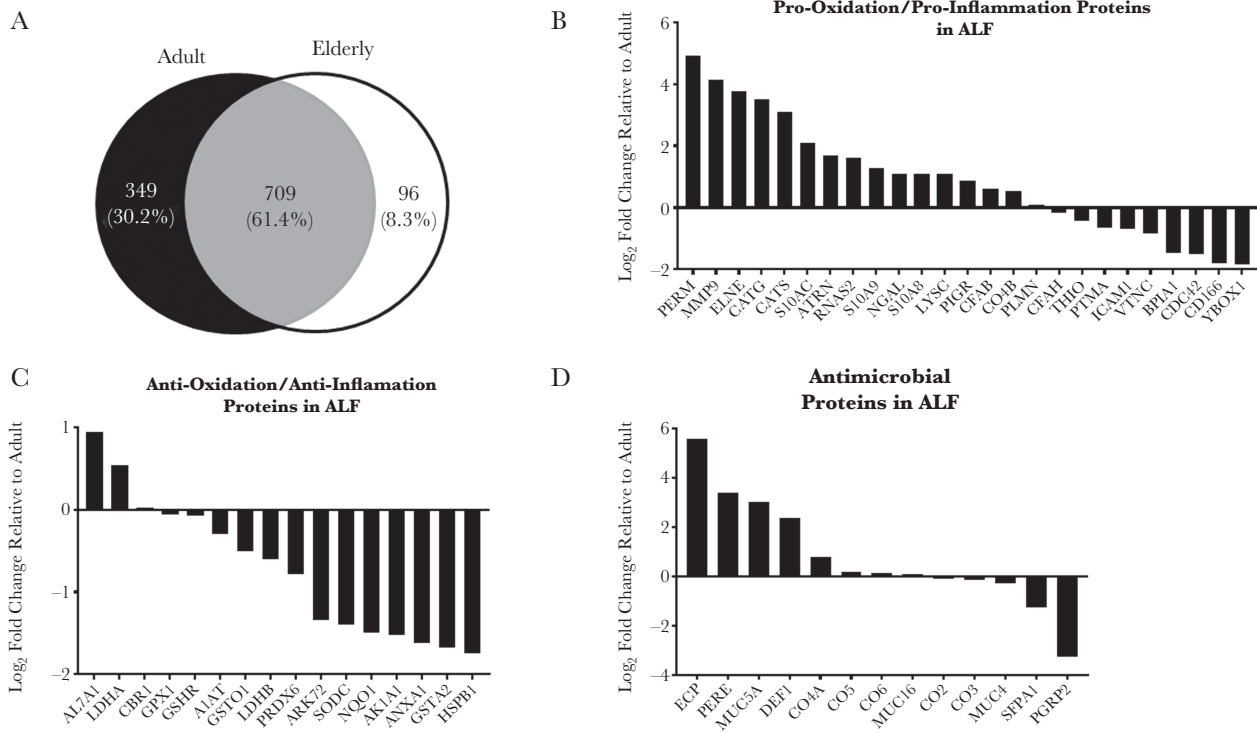 A
Adult
Elderly
349
(30.2%)
709
(61.4%)
96
(8.3%)
B
Pro-Oxidation/Pro-Inflammation Proteins
in ALF
Log2 Fold Change Relative to Adult
6
4
2
0
−2
PERM
MMP9
ELNE
CATG
CATS
S10AC
ATRN
RNAS2
S10A9
NGAL
S10A8
LYSC
PIGR
CFAB
CO4B
PLMN
CFAH
THIO
PTMA
ICAM1
VTNC
BPIA1
CDC42
CD166
YBOX1
C
Anti-Oxidation/Anti-Inflamation
Proteins in ALF
Log2 Fold Change Relative to Adult
1
0
−1
−2
AL7A1
LDHA
CBR1
GPX1
GSHR
A1AT
GSTO1
LDHB
PRDX6
ARK72
SODC
NQO1
AK1A1
ANXA1
GSTA2
HSPB1
D
Antimicrobial
Proteins in ALF
Log2 Fold Change Relative to Adult
6
4
2
0
−2
−4
ECP
PERE
MUC5A
DEF1
CO4A
CO5
CO6
MUC16
CO2
CO3
MUC4
SFPA1
PGRP2